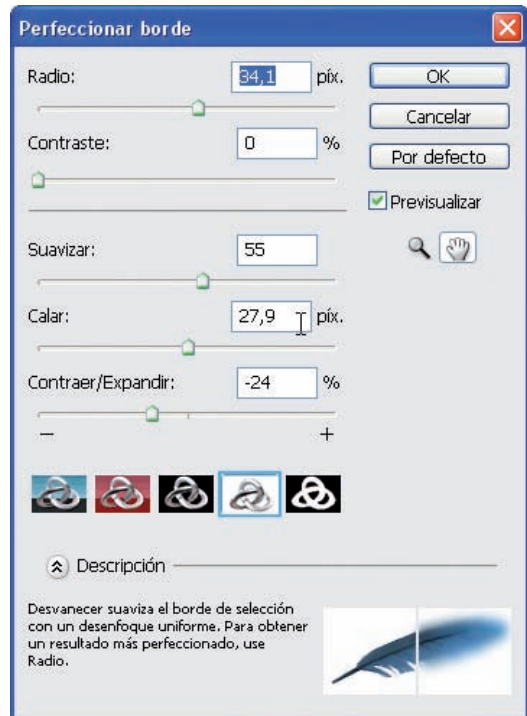 Perfeccionar borde
Radio: 34,1 píx.
OK
Cancelar
Contraste: 0 %
Por defecto
Previsualizar
Suavizar: 55
Calar: 27,9 píx.
Contraer/Expandir: -24 %
− +
Descripción
Desvanecer suaviza el borde de selección
con un desenfoque uniforme. Para obtener
un resultado más perfeccionado, use
Radio.